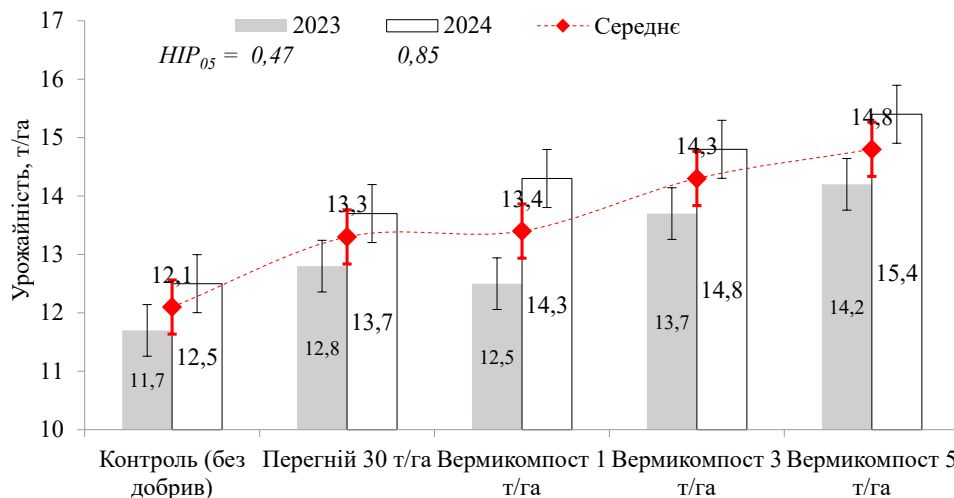 2023 2024 Середнє
НІР05 = 0,47 0,85
Урожайність, т/га
17
16
15
14
13
12
11
10
12,1
13,3
13,4
14,3
14,8
11,7
12,5
12,8
13,7
12,5
14,3
13,7
14,8
14,2
15,4
Контроль (без добрив)
Перегній 30 т/га
Вермикомпост 1 т/га
Вермикомпост 3 т/га
Вермикомпост 5 т/га